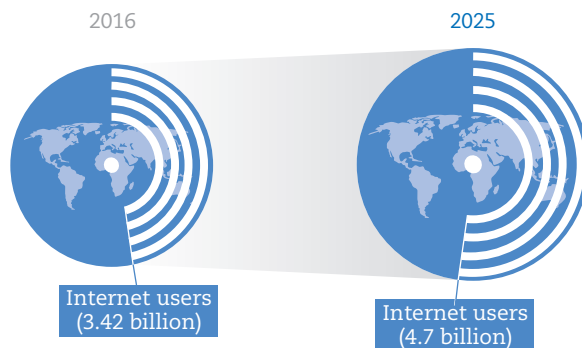 2016
2025
Internet users
(3.42 billion)
Internet users
(4.7 billion)